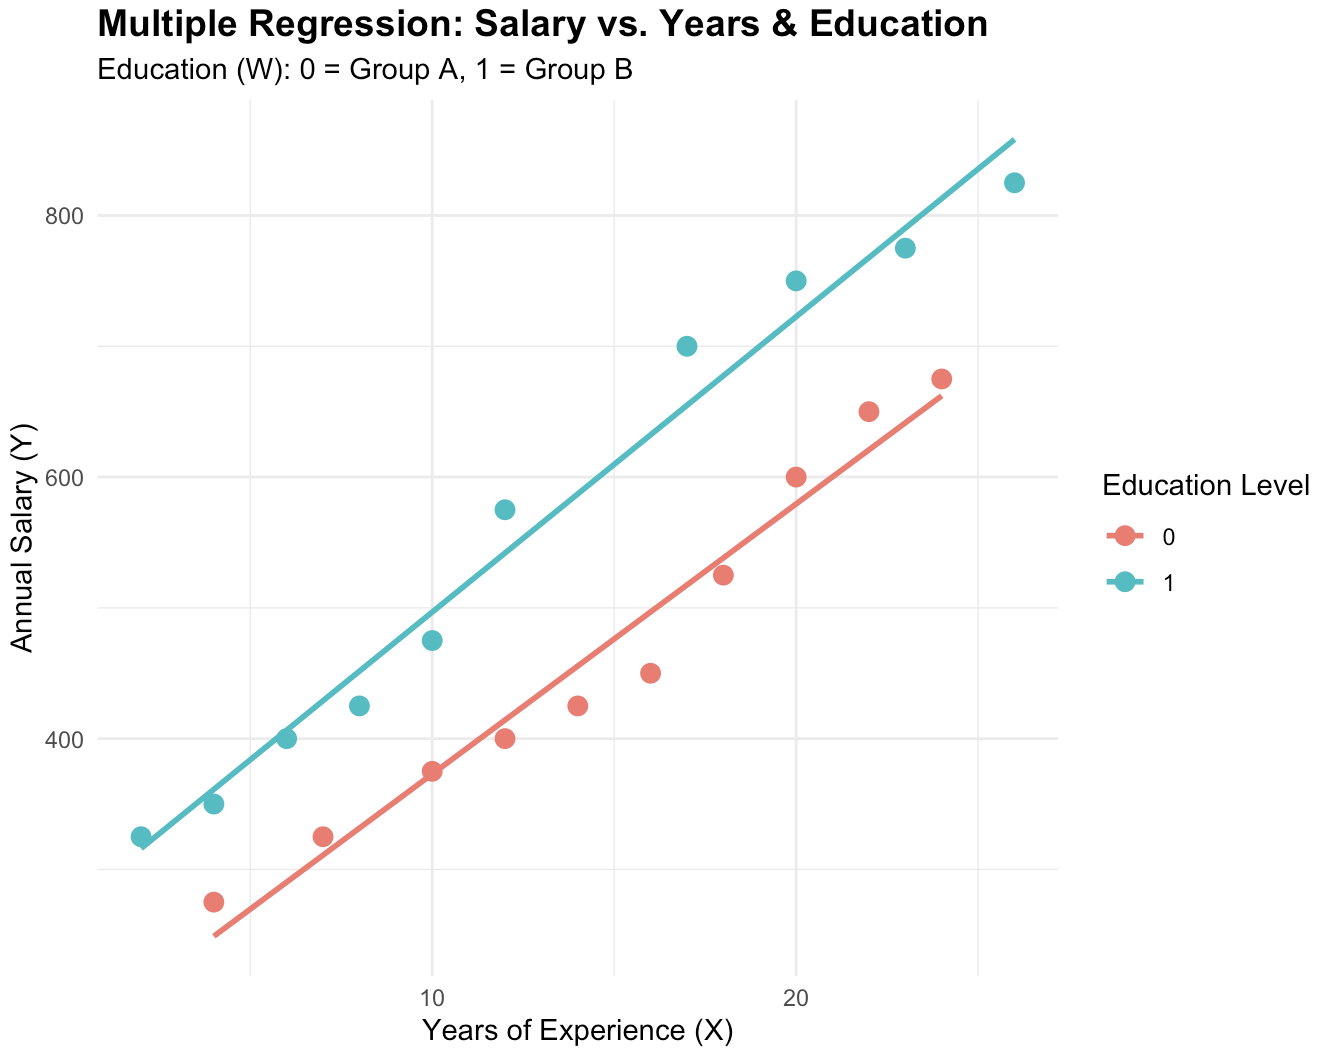 Multiple Regression: Salary vs. Years & Education
Education (W): 0 = Group A, 1 = Group B
Annual Salary (Y)
800
600
400
10
20
Years of Experience (X)
Education Level
0
1